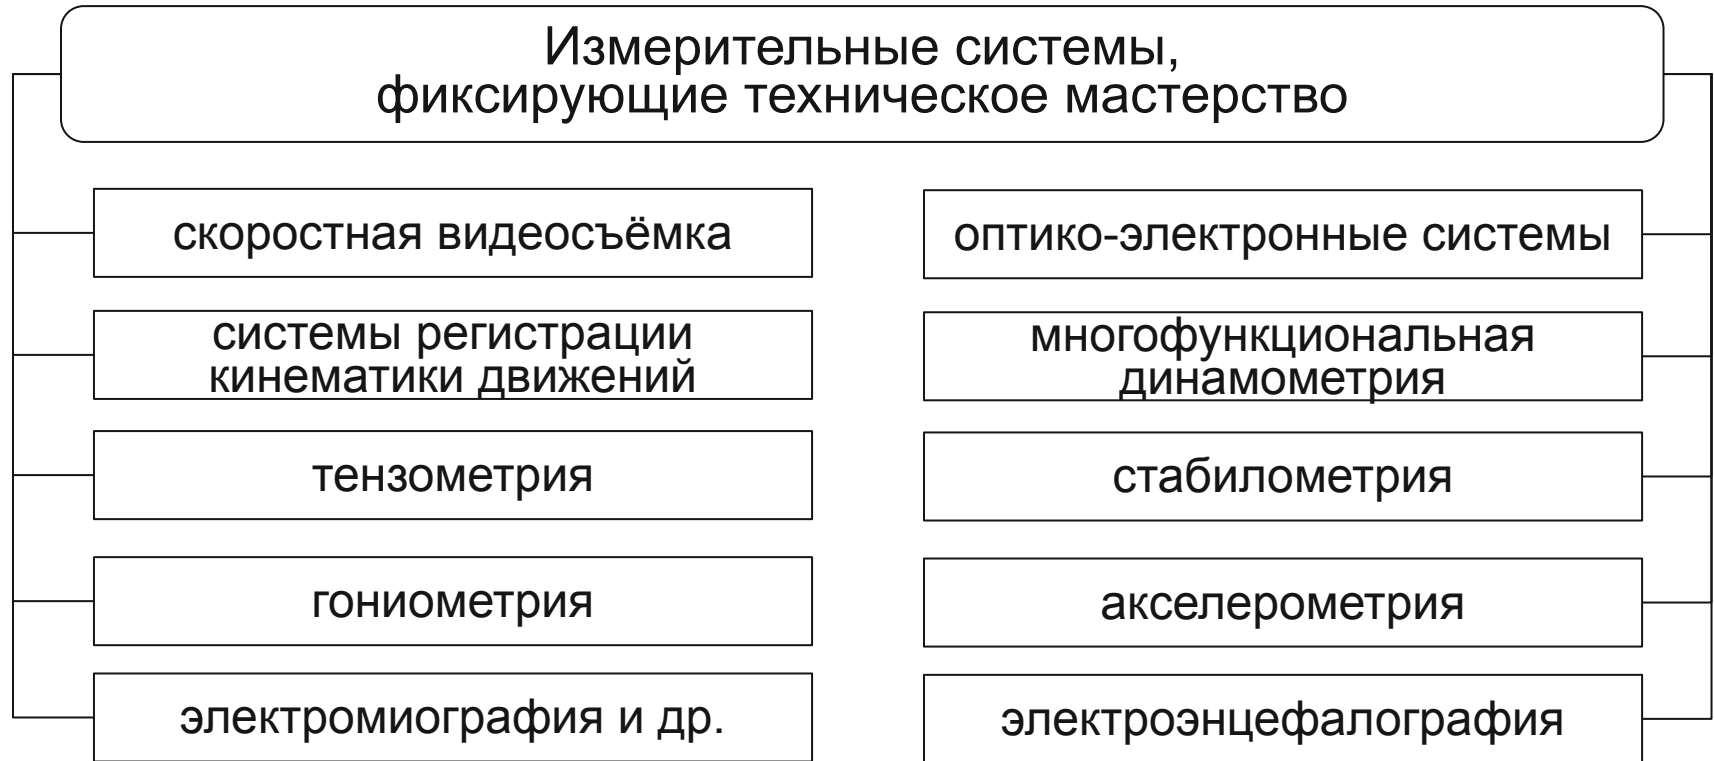 Измерительные системы,
фиксирующие техническое мастерство
скоростная видеосъёмка
оптико-электронные системы
системы регистрации
кинематики движений
многофункциональная
динамометрия
тензометрия
стабилометрия
гониометрия
акселерометрия
электромиография и др.
электроэнцефалография